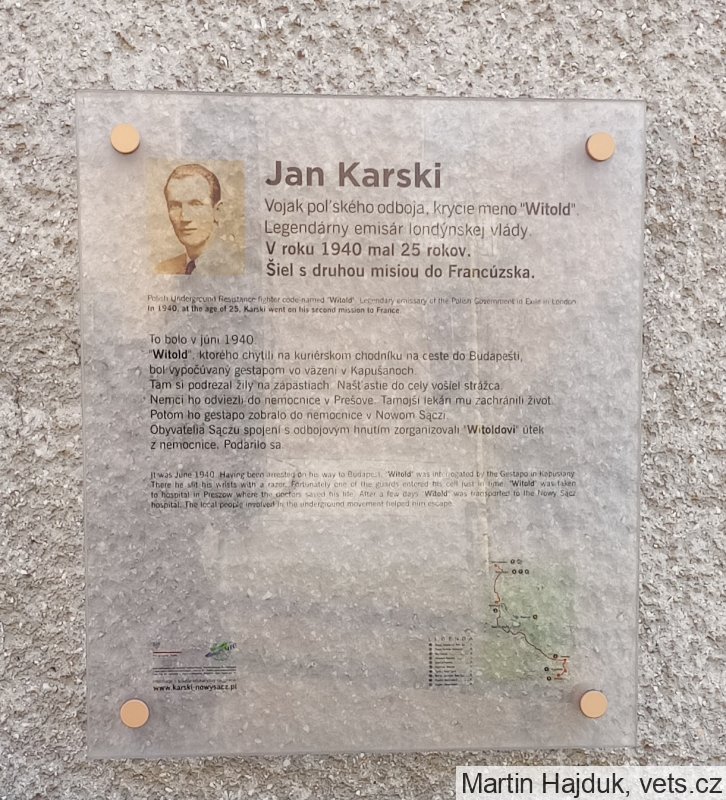 Jan Karski
Vojak poľského odboja, krycie meno "Witold".
Legendárny emisár londýnskej vlády.
V roku 1940 mal 25 rokov.
Šiel s druhou misiou do Francúzska.
Polish Underground Resistance fighter code-named "Witold". Legendary emissary of the Polish Government in Exile in London.
In 1940, at the age of 25, Karski went on his second mission to France.
To bolo v júni 1940.
"Witold", ktorého chytili na kuriérskom chodníku na ceste do Budapešti,
bol vypočúvaný gestapom vo väzení v Kapušanoch.
Tam si podrezal žily na zápästiach. Našťastie do cely vošiel strážca.
Nemci ho odviezli do nemocnice v Prešove. Tamojší lekári mu zachránili život.
Potom ho gestapo zobralo do nemocnice v Nowom Sączi.
Obyvatelia Sączu spojení s odbojovým hnutím zorganizovali "Witoldovi" útek
z nemocnice. Podarilo sa.
It was June 1940. Having been arrested on his way to Budapest, "Witold" was interrogated by the Gestapo in Kapusiany.
There he slit his wrists with a razor. Fortunately one of the guards entered his cell just in time. "Witold" was taken
to hospital in Preszow where the doctors saved his life. After a few days "Witold" was transported to the Nowy Sącz
hospital. The local people involved in the underground movement helped him escape.
LEGENDA
www.karski-nowysacz.pl
Martin Hajduk, vets.cz